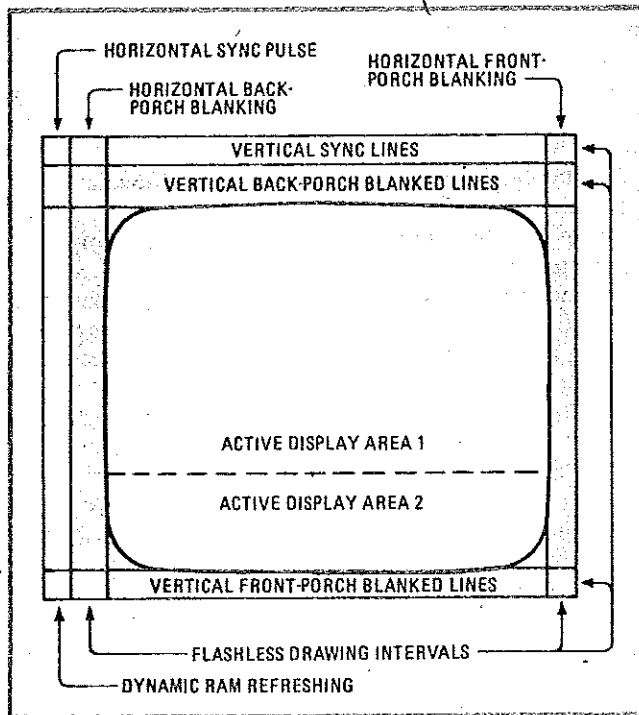 HORIZONTAL SYNC PULSE
HORIZONTAL BACK-
PORCH BLANKING
HORIZONTAL FRONT-
PORCH BLANKING
VERTICAL SYNC LINES
VERTICAL BACK-PORCH BLANKED LINES
ACTIVE DISPLAY AREA 1
ACTIVE DISPLAY AREA 2
VERTICAL FRONT-PORCH BLANKED LINES
FLASHLESS DRAWING INTERVALS
DYNAMIC RAM REFRESHING